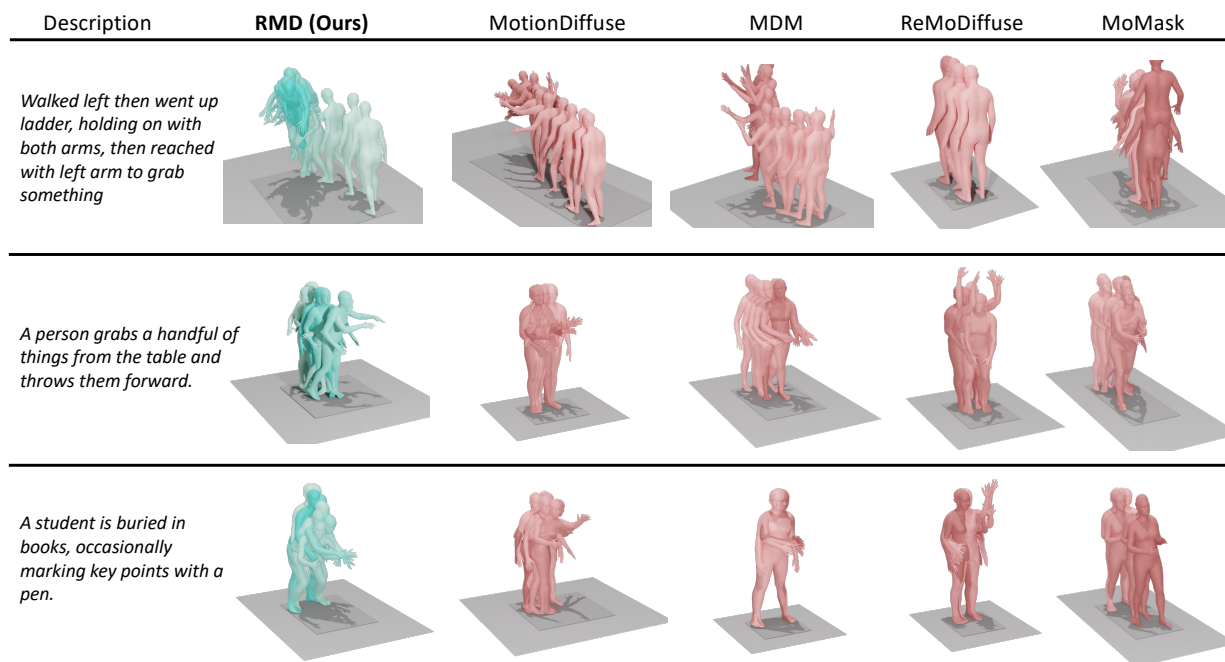 Description RMD (Ours) MotionDiffuse MDM ReMoDiffuse MoMask
Walked left then went up
ladder, holding on with
both arms, then reached
with left arm to grab
something
A person grabs a handful of
things from the table and
throws them forward.
A student is buried in
books, occasionally
marking key points with a
pen.